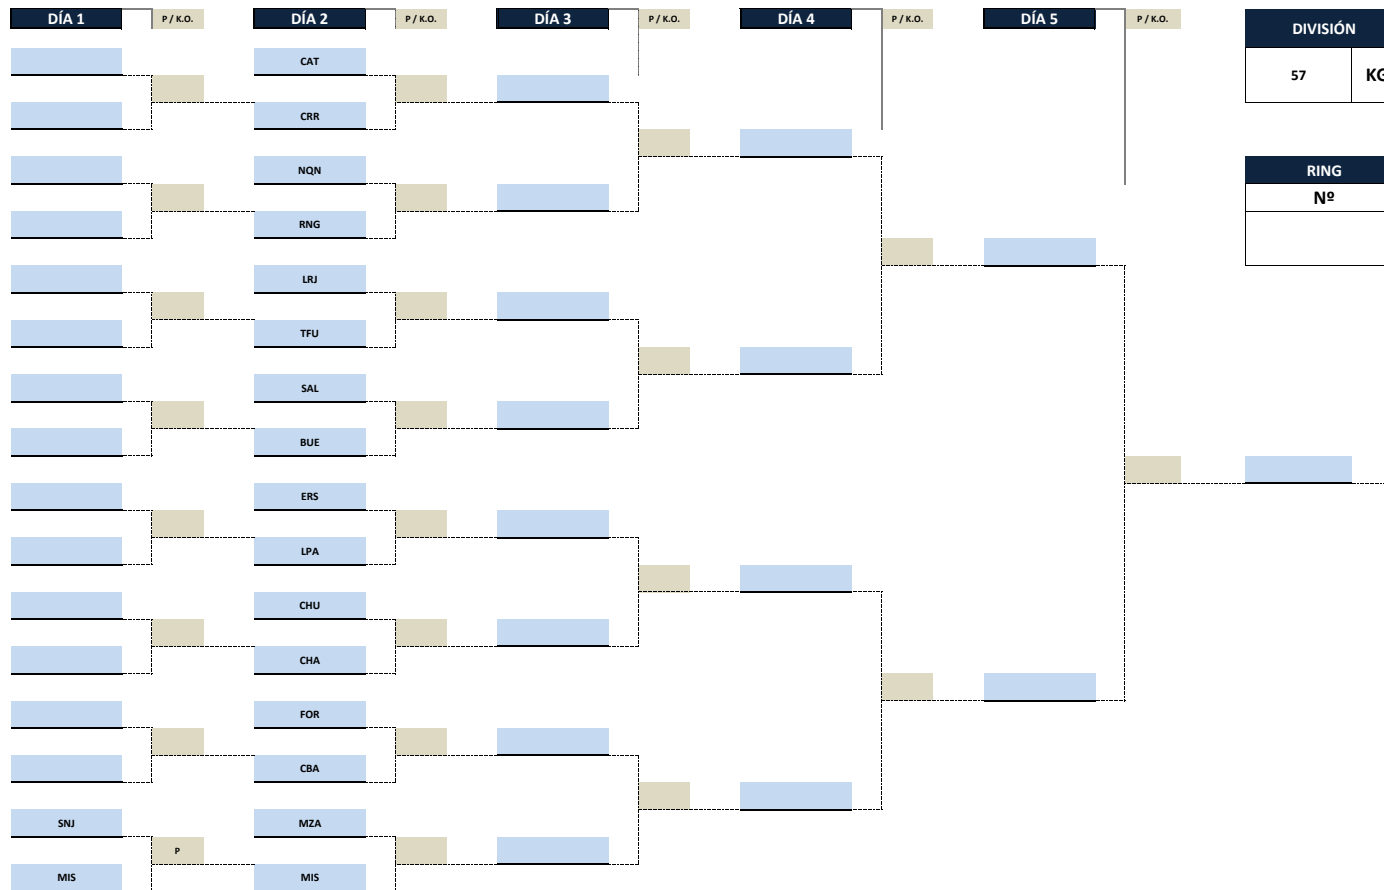 DÍA 1 P / K.O. DÍA 2 P / K.O. DÍA 3 P / K.O. DÍA 4 P / K.O. DÍA 5 P / K.O.
DIVISIÓN
CAT
57
CRR
NQN
RING
Nº
RNG
LRJ
TFU
SAL
BUE
ERS
LPA
CHU
CHA
FOR
CBA
SNJ MZA
P
MIS MIS